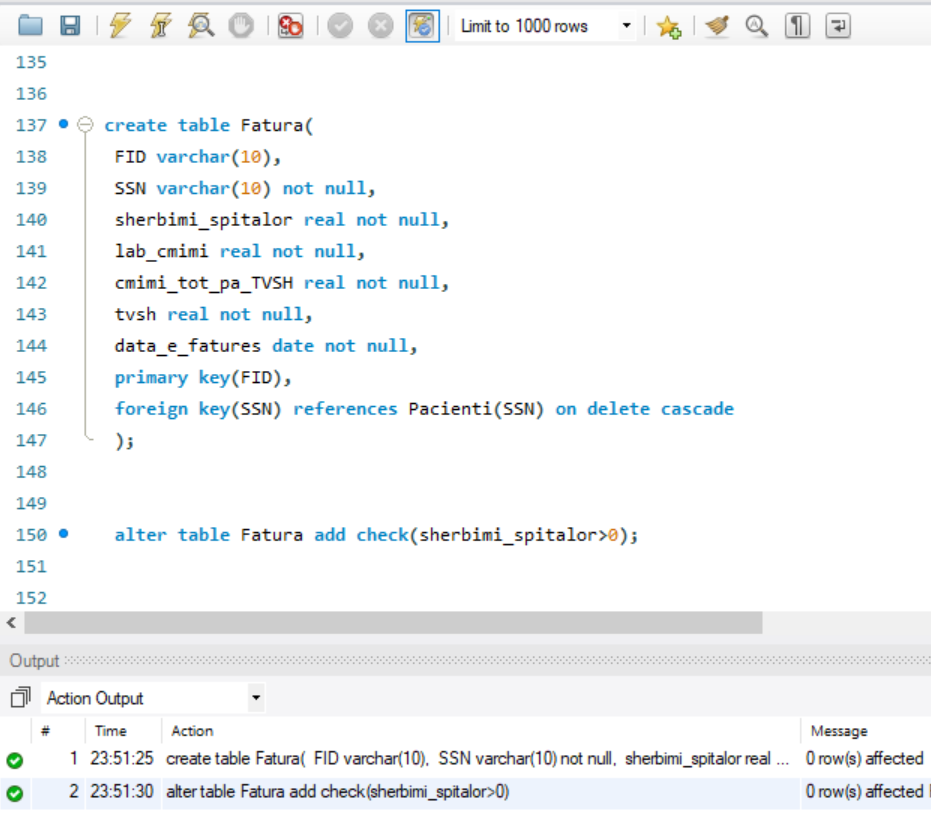 Limit to 1000 rows
135
136
137 create table Fatura(
138 FID varchar(10),
139 SSN varchar(10) not null,
140 sherbimi_spitalor real not null,
141 lab_cmimi real not null,
142 cmimi_tot_pa_TVSH real not null,
143 tvsh real not null,
144 data_e_fatures date not null,
145 primary key(FID),
146 foreign key(SSN) references Pacienti(SSN) on delete cascade
147 );
148
149
150 alter table Fatura add check(sherbimi_spitalor>0);
151
152
Output
Action Output
# Time Action Message
1 23:51:25 create table Fatura( FID varchar(10), SSN varchar(10) not null, sherbimi_spitalor real ... 0 row(s) affected
2 23:51:30 alter table Fatura add check(sherbimi_spitalor>0) 0 row(s) affected